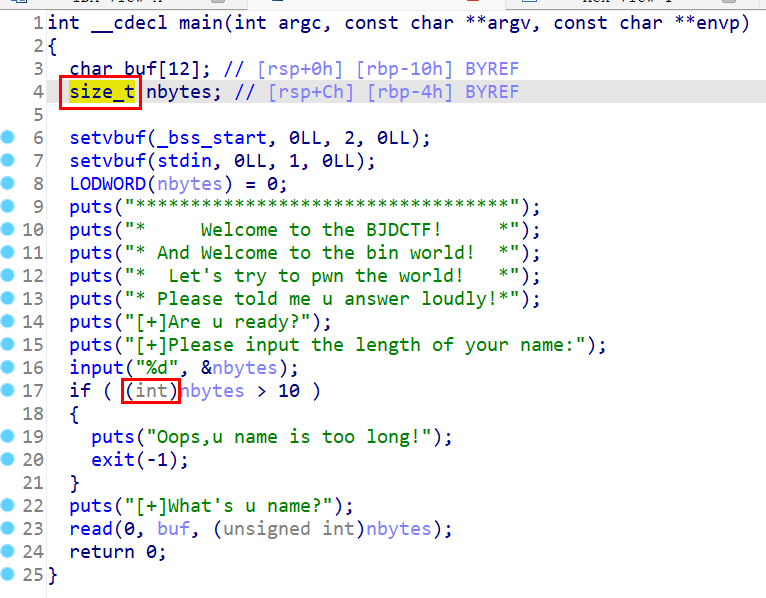 1 int __cdecl main(int argc, const char **argv, const char **envp)
2 {
3   char buf[12]; // [rsp+0h] [rbp-10h] BYREF
4   size_t nbytes; // [rsp+Ch] [rbp-4h] BYREF
5
6   setvbuf(_bss_start, 0LL, 2, 0LL);
7   setvbuf(stdin, 0LL, 1, 0LL);
8   LODWORD(nbytes) = 0;
9   puts("**********************************");
10   puts("*     Welcome to the BJDCTF!     *");
11   puts("* And Welcome to the bin world!  *");
12   puts("*  Let's try to pwn the world!   *");
13   puts("* Please told me u answer loudly!*");
14   puts("[+]Are u ready?");
15   puts("[+]Please input the length of your name:");
16   input("%d", &nbytes);
17   if ( (int)nbytes > 10 )
18   {
19     puts("Oops,u name is too long!");
20     exit(-1);
21   }
22   puts("[+]What's u name?");
23   read(0, buf, (unsigned int)nbytes);
24   return 0;
25 }